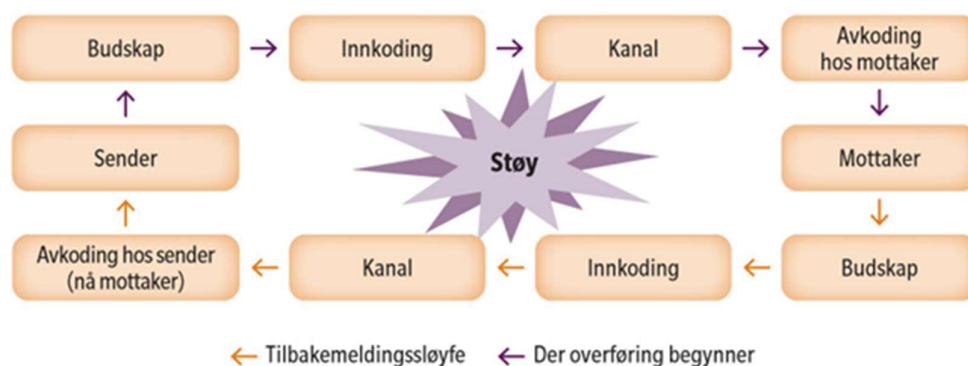 Budskap
Innkoding
Kanal
Avkoding
hos mottaker
Sender
Støy
Mottaker
Avkoding hos sender
(nå mottaker)
Kanal
Innkoding
Budskap
Tilbakemeldingssløyfe
Der overføring begynner